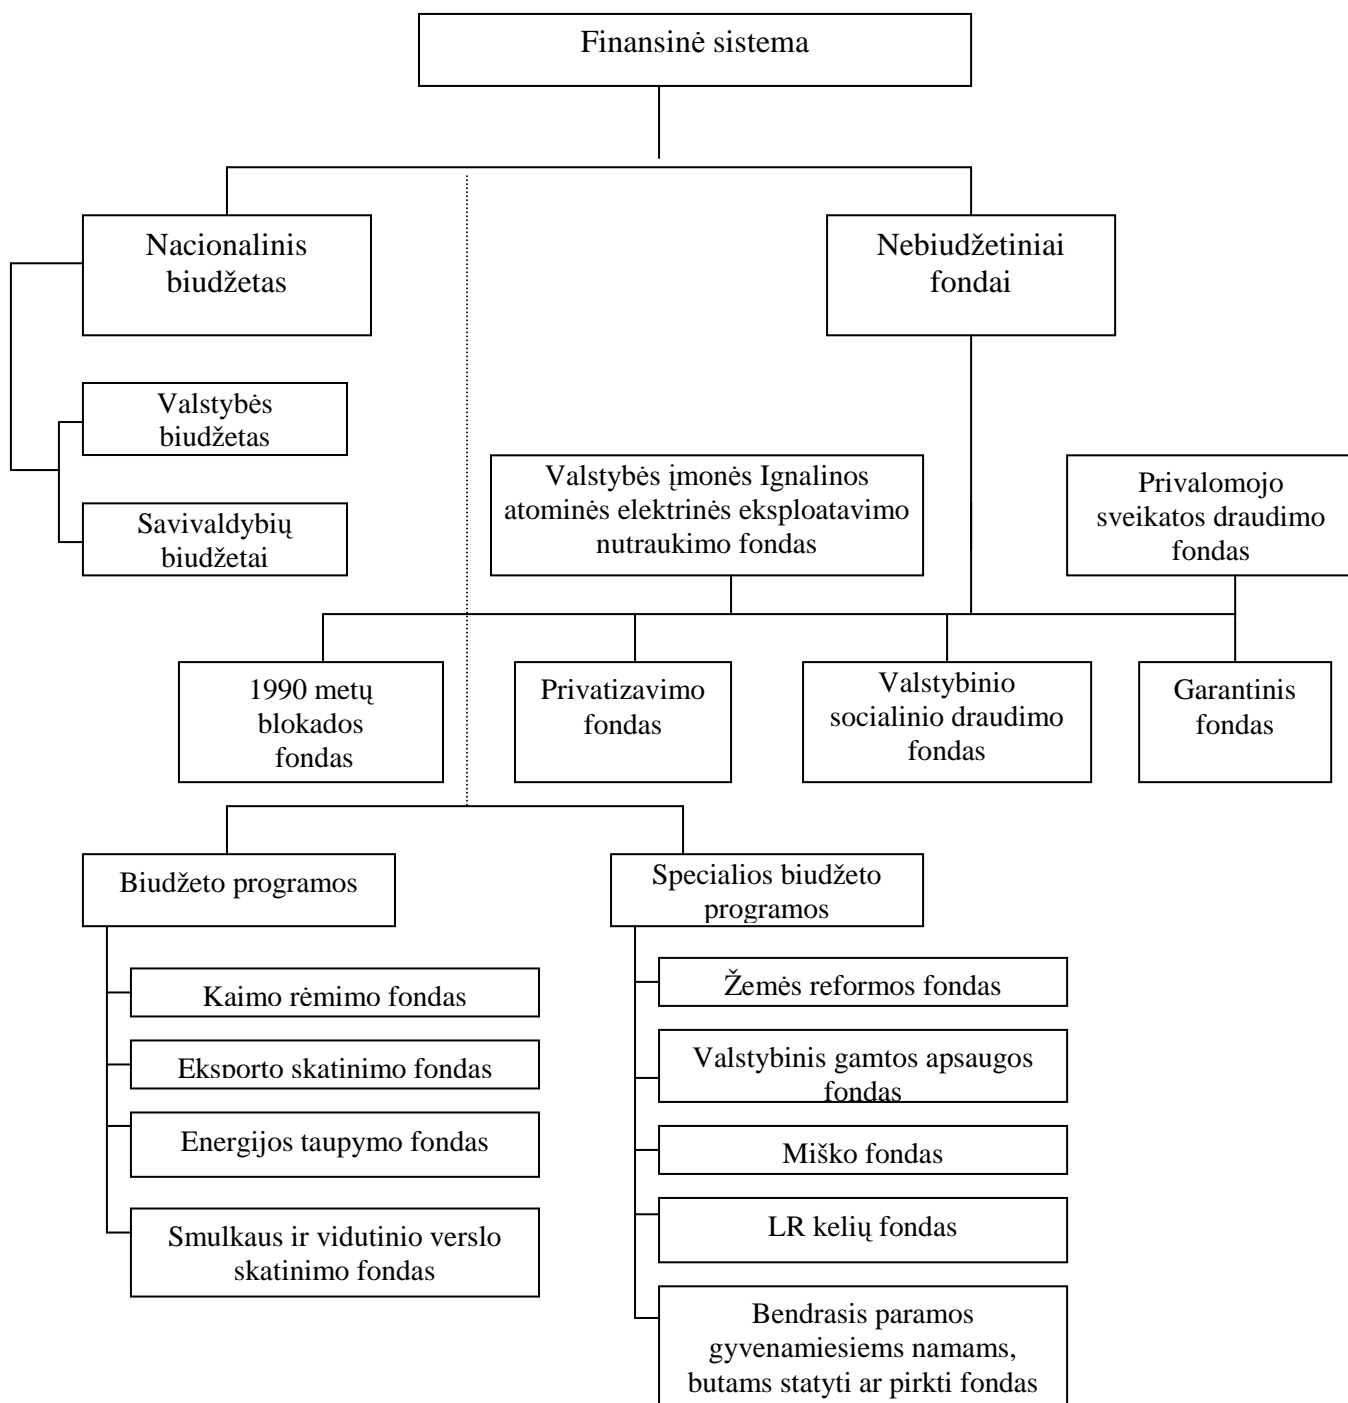 Finansinė sistema
Nacionalinis
biudžetas
Nebiudžetiniai
fondai
Valstybės
biudžetas
Savivaldybių
biudžetai
Valstybės įmonės Ignalinos
atominės elektrinės eksploatavimo
nutraukimo fondas
Privalomojo
sveikatos draudimo
fondas
1990 metų
blokados
fondas
Privatizavimo
fondas
Valstybinio
socialinio draudimo
fondas
Garantinis
fondas
Biudžeto programos
Specialios biudžeto
programos
Kaimo rėmimo fondas
Eksporto skatinimo fondas
Energijos taupymo fondas
Smulkaus ir vidutinio verslo
skatinimo fondas
Žemės reformos fondas
Valstybinis gamtos apsaugos
fondas
Miško fondas
LR kelių fondas
Bendrasis paramos
gyvenamiesiems namams,
butams statyti ar pirkti fondas